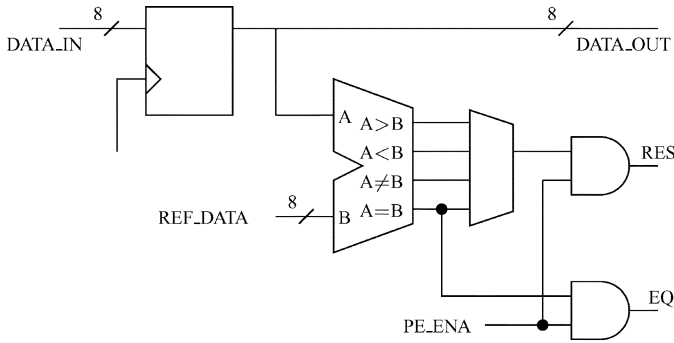 8
8
DATA_IN
DATA_OUT
A
A>B
A<B
RES
A≠B
8
REF_DATA
B
A=B
EQ
PE_ENA